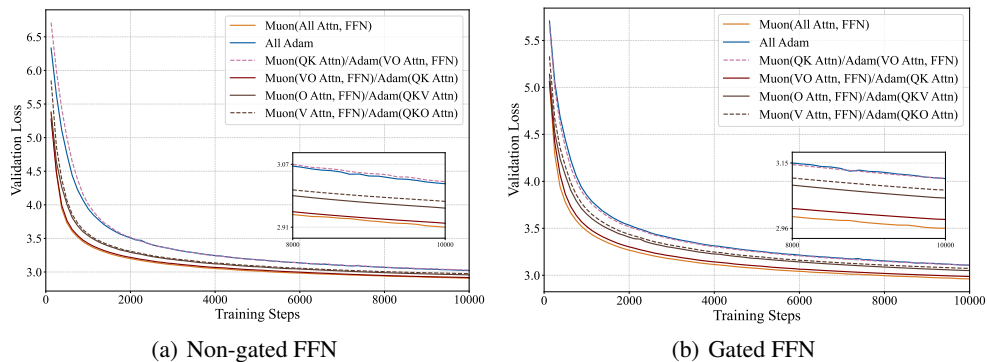 6.5
6.0
5.5
5.0
4.5
4.0
3.5
3.0
Validation Loss
Muon(All Attn, FFN)
All Adam
Muon(QK Attn)/Adam(VO Attn, FFN)
Muon(VO Attn, FFN)/Adam(QK Attn)
Muon(O Attn, FFN)/Adam(QKV Attn)
Muon(V Attn, FFN)/Adam(QKO Attn)
3.07
2.91
8000
10000
0
2000
4000
6000
8000
10000
Training Steps
(a) Non-gated FFN
5.5
5.0
4.5
4.0
3.5
3.0
Validation Loss
Muon(All Attn, FFN)
All Adam
Muon(QK Attn)/Adam(VO Attn, FFN)
Muon(VO Attn, FFN)/Adam(QK Attn)
Muon(O Attn, FFN)/Adam(QKV Attn)
Muon(V Attn, FFN)/Adam(QKO Attn)
3.15
2.96
8000
10000
0
2000
4000
6000
8000
10000
Training Steps
(b) Gated FFN